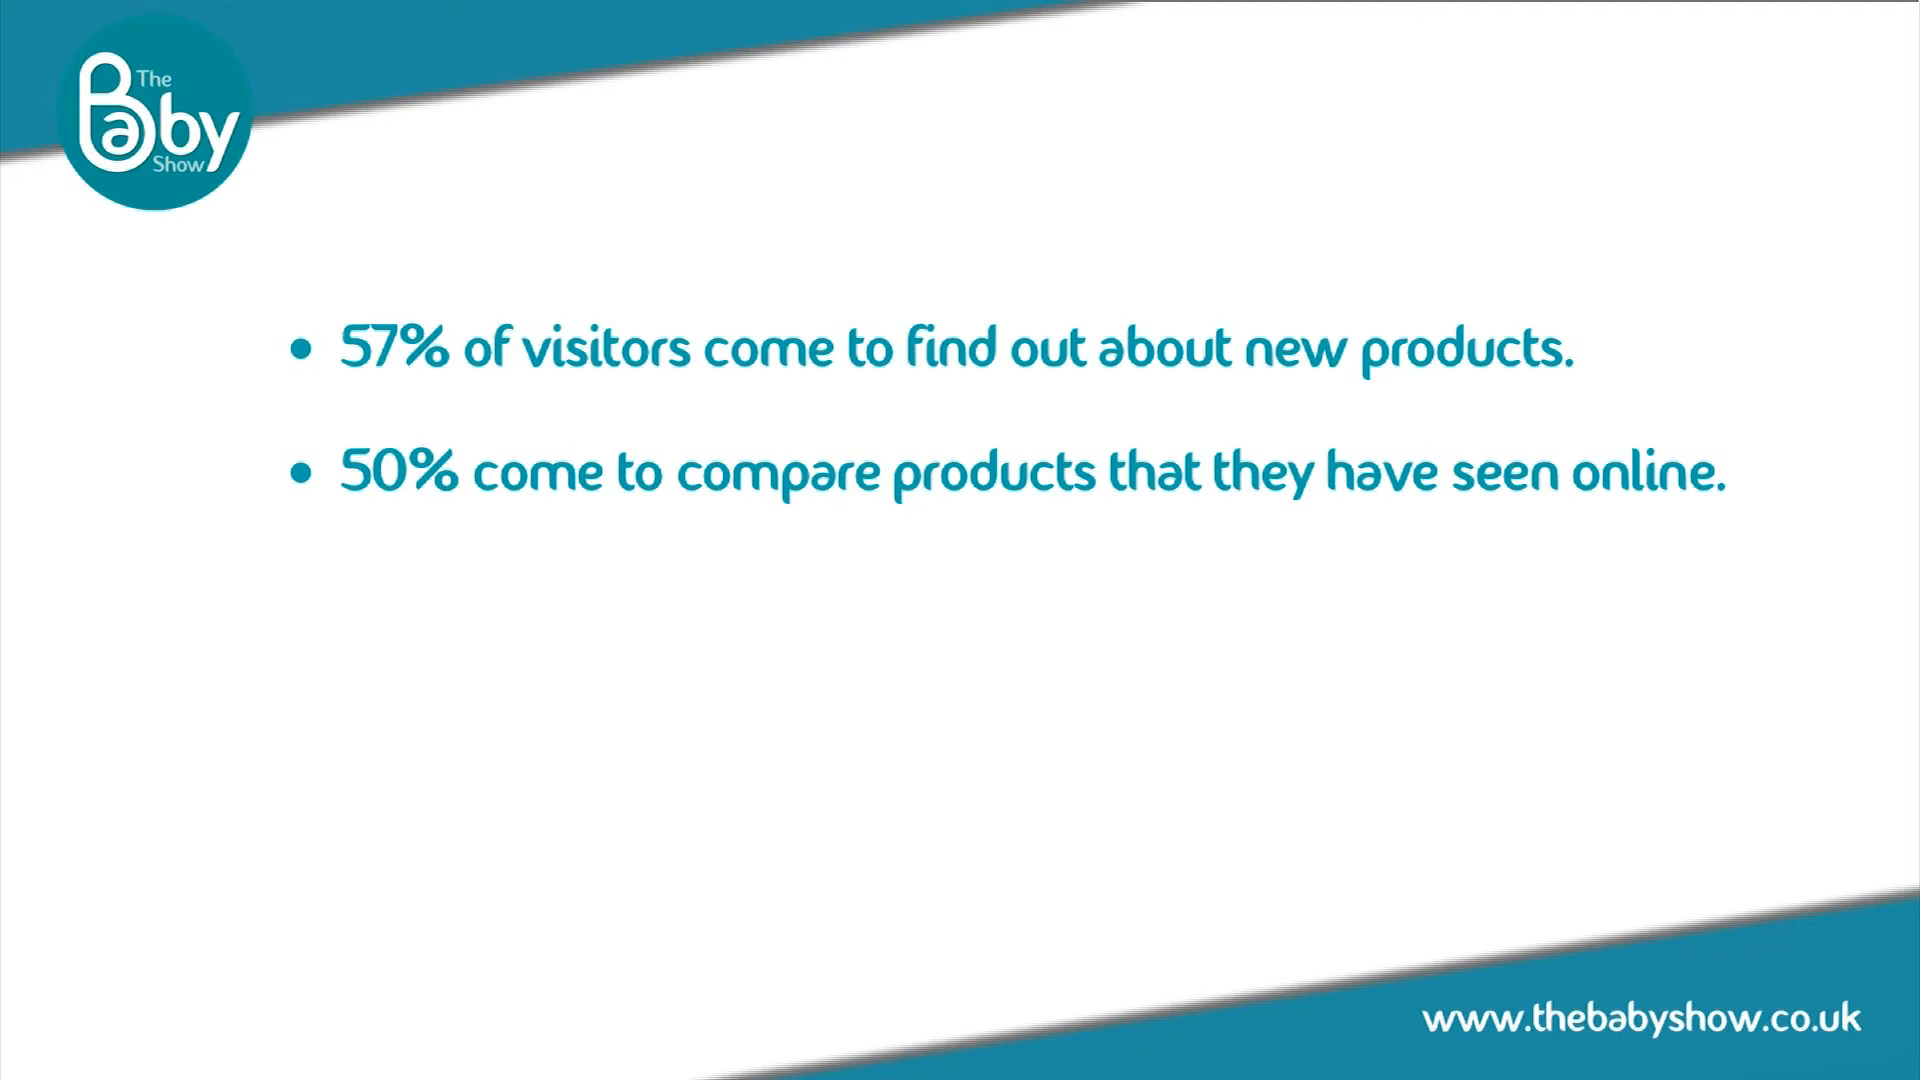 The
Baby
Show
• 57% of visitors come to find out about new products.
• 50% come to compare products that they have seen online.
www.thebabyshow.co.uk